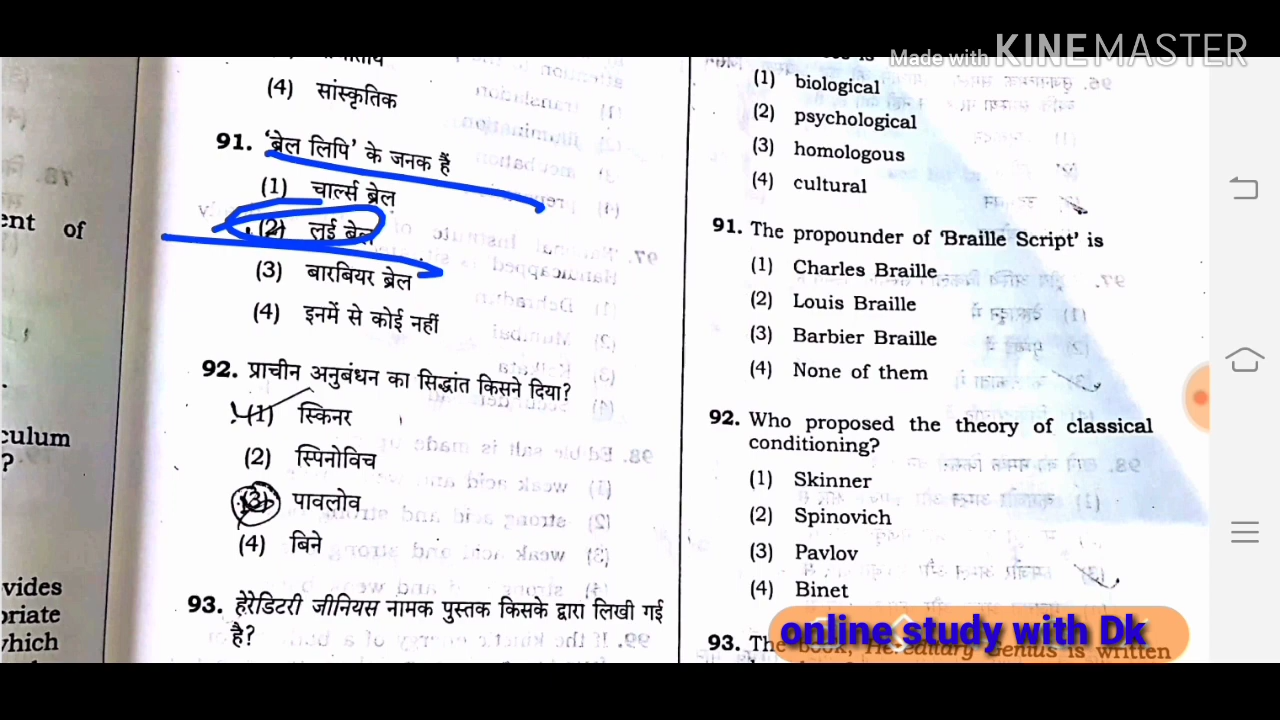 Made with KINEMASTER
ent of
culum
?
vides
priate
which
(4) सांस्कृतिक
91. 'ब्रेल लिपि' के जनक हैं
(1) चार्ल्स ब्रेल
(2) लुई बेल
(3) बारबियर ब्रेल
(4) इनमें से कोई नहीं
92. प्राचीन अनुबंधन का सिद्धांत किसने दिया?
(1) स्किनर
(2) स्पिनोविच
(3) पावलोव
(4) बिने
93. हेरेडिटरी जीनियस नामक पुस्तक किसके द्वारा लिखी गई
है?
(1) biological
(2) psychological
(3) homologous
(4) cultural
91. The propounder of 'Braille Script' is
(1) Charles Braille
(2) Louis Braille
(3) Barbier Braille
(4) None of them
92. Who proposed the theory of classical
conditioning?
(1) Skinner
(2) Spinovich
(3) Pavlov
(4) Binet
online study with Dk
93. The book, Hereditary Genius is written